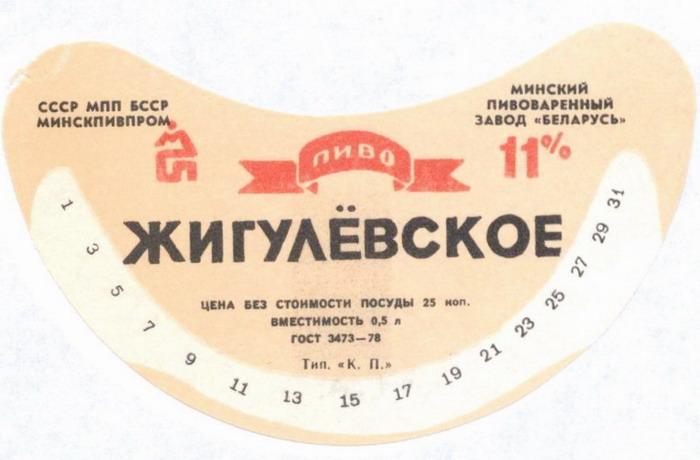 СССР МПП БССР
МИНСКПИВПРОМ
МИНСКИЙ
ПИВОВАРЕННЫЙ
ЗАВОД «БЕЛАРУСЬ»
ПИВО
11%
ЖИГУЛЁВСКОЕ
ЦЕНА БЕЗ СТОИМОСТИ ПОСУДЫ 25 коп.
ВМЕСТИМОСТЬ 0,5 л
ГОСТ 3473—78
Тип. «К. П.»
1 3 5 7 9 11 13 15 17 19 21 23 25 27 29 31